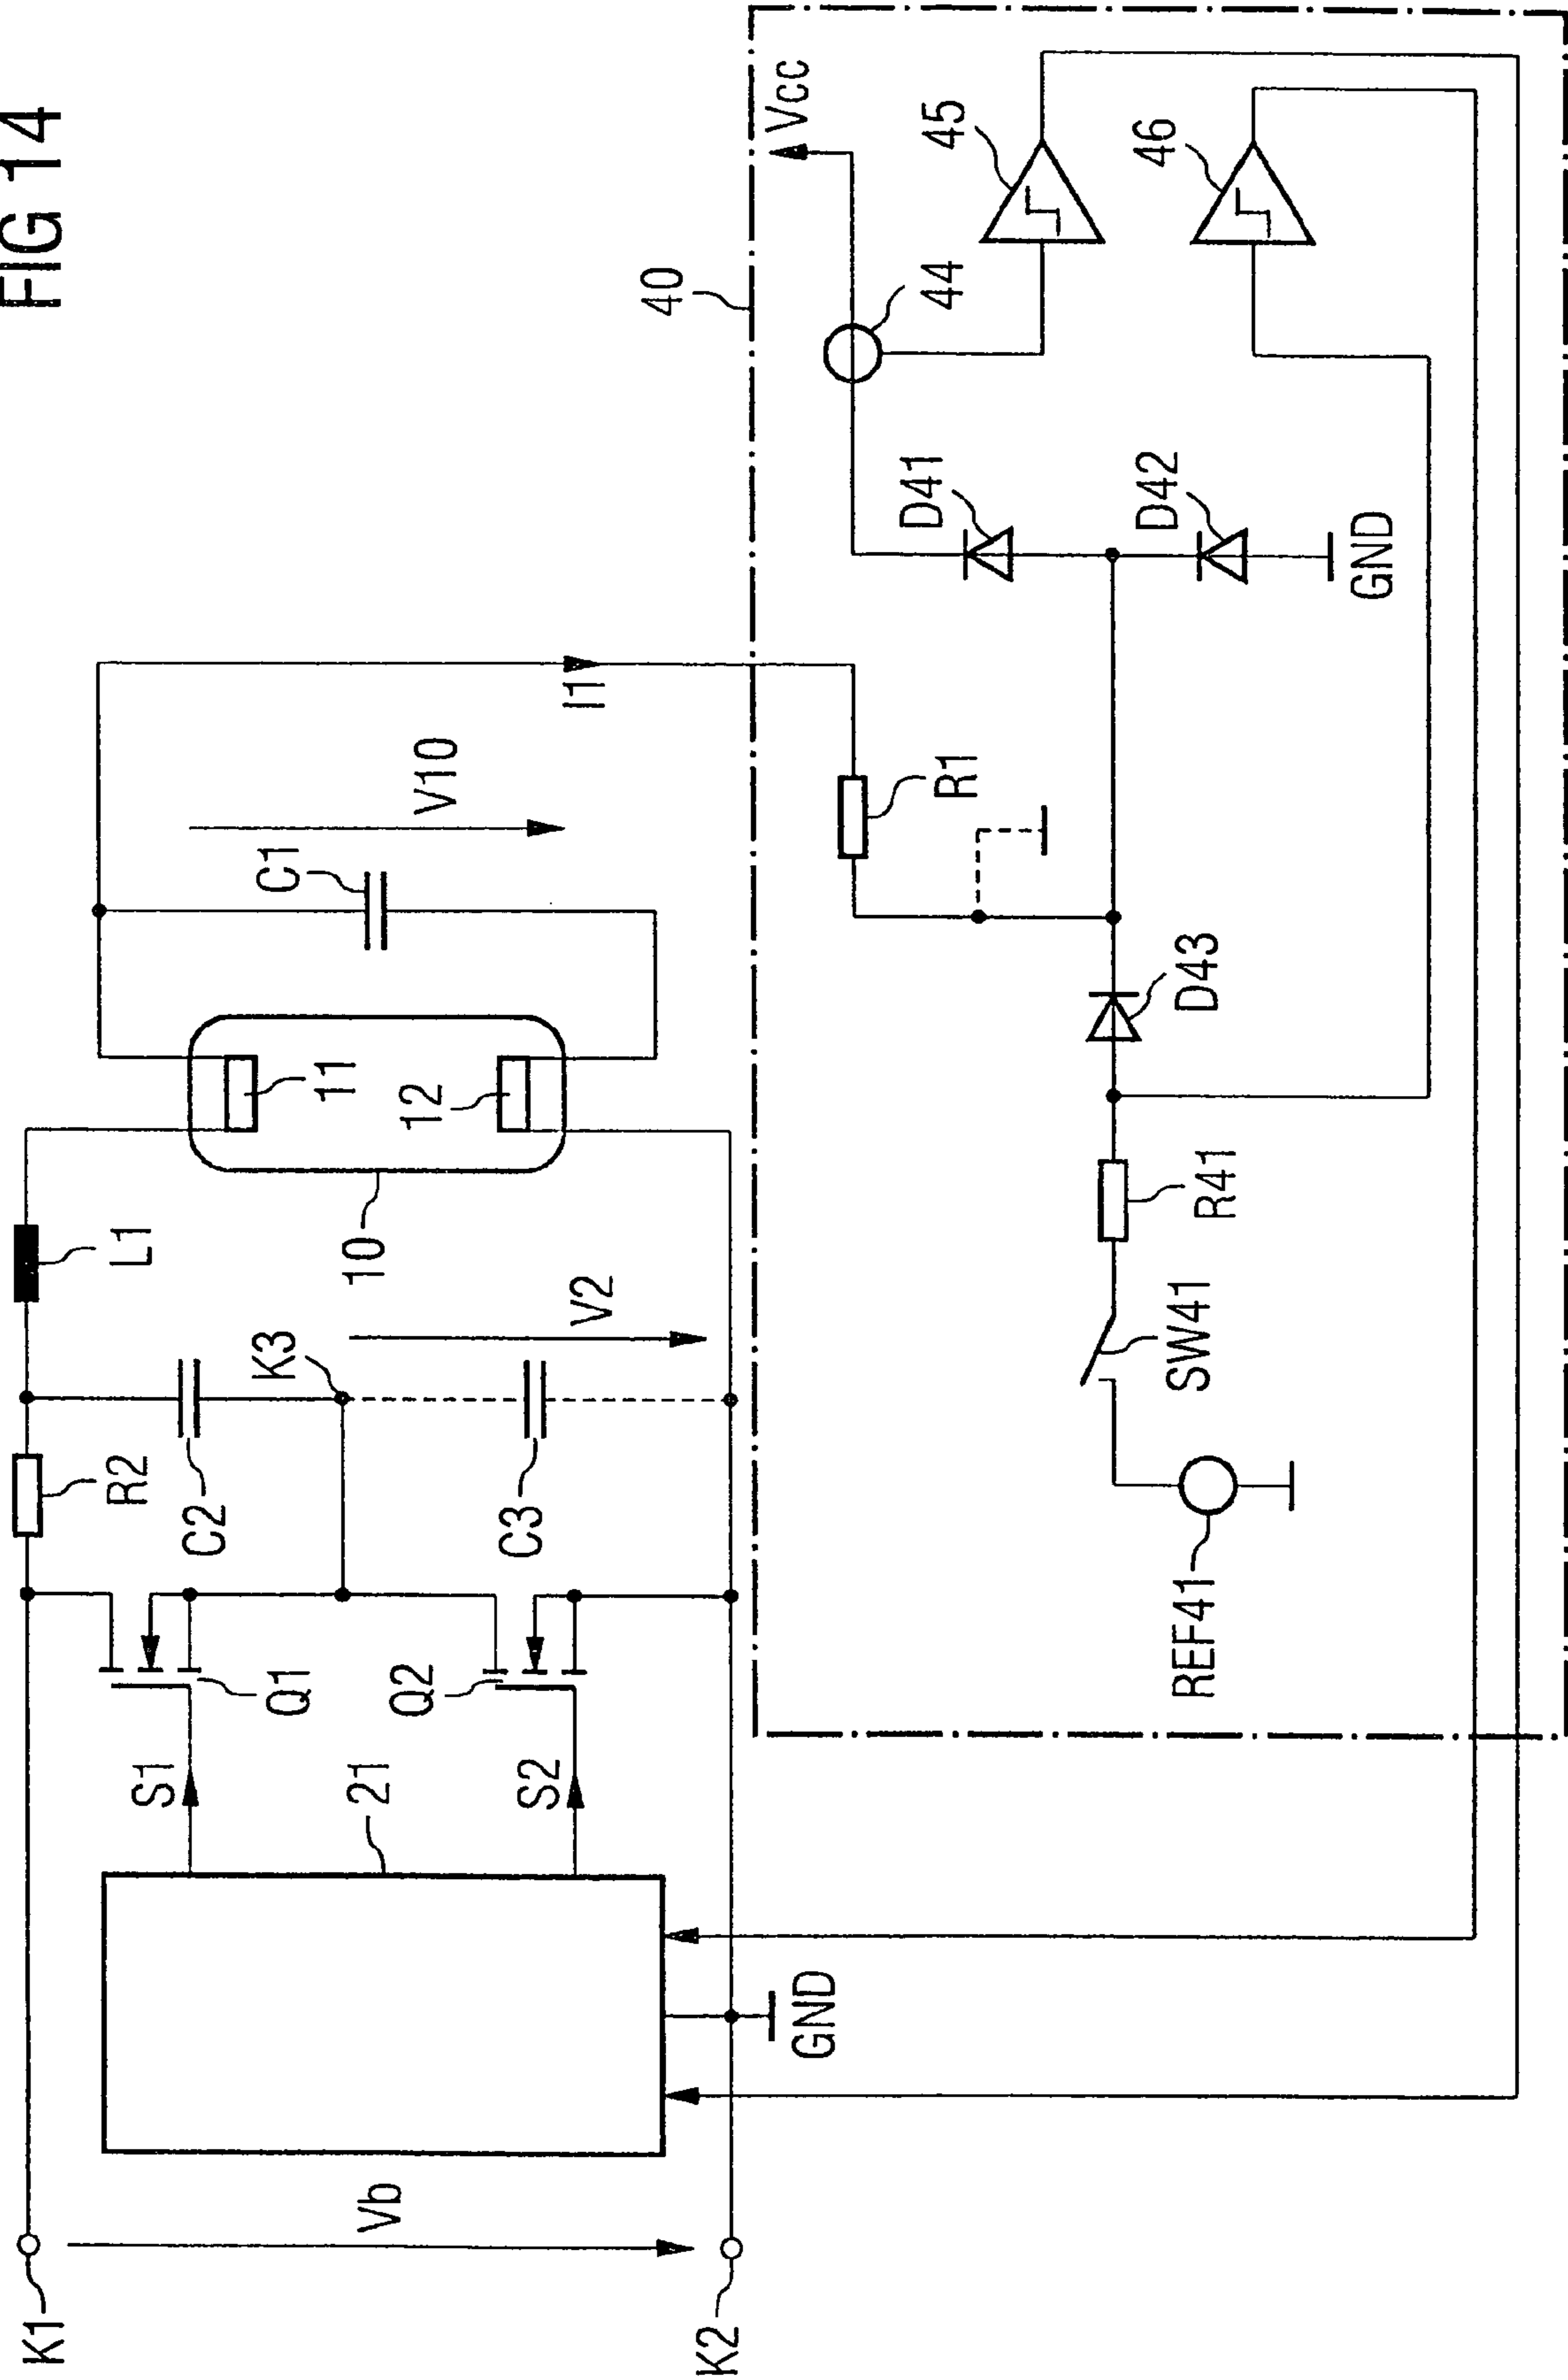 FIG 14
K1
Vb
K2
21
S1
S2
GND
Q1
Q2
R2
C2
K3
C3
V2
L1
10
11
12
C1
V10
I1
40
Vcc
44
45
46
D41
D42
GND
R1
D43
R41
SW41
REF41